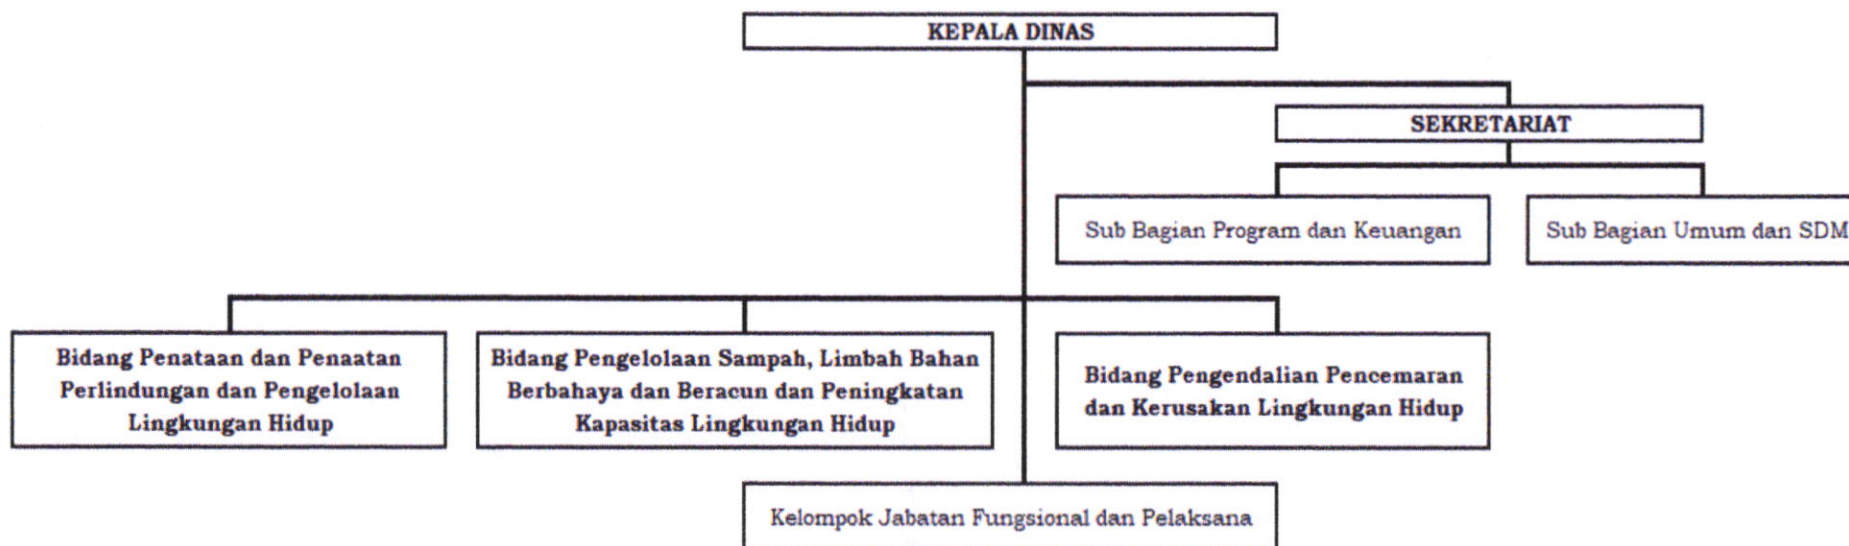 KEPALA DINAS
SEKRETARIAT
Sub Bagian Program dan Keuangan
Sub Bagian Umum dan SDM
Bidang Penataan dan Penaatan
Perlindungan dan Pengelolaan
Lingkungan Hidup
Bidang Pengelolaan Sampah, Limbah Bahan
Berbahaya dan Beracun dan Peningkatan
Kapasitas Lingkungan Hidup
Bidang Pengendalian Pencemaran
dan Kerusakan Lingkungan Hidup
Kelompok Jabatan Fungsional dan Pelaksana